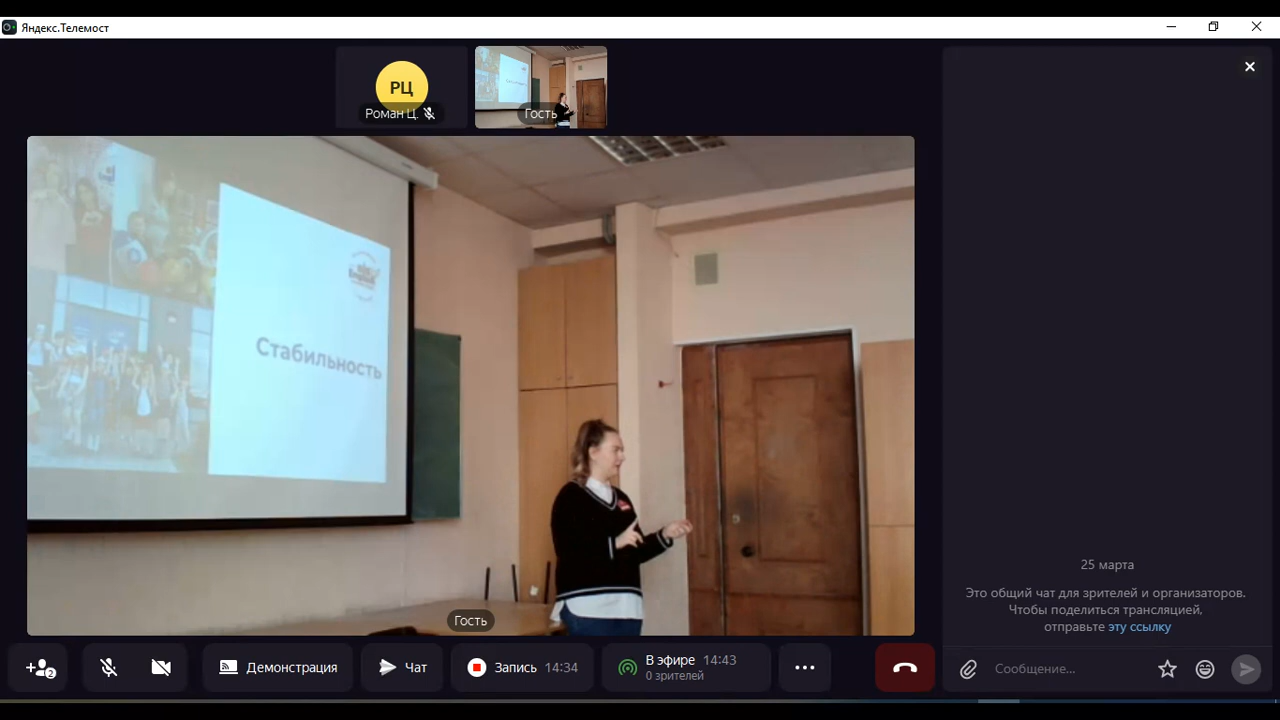 Яндекс.Телемост
РЦ
Роман Ц.
Гость
Стабильность
Гость
25 марта
Это общий чат для зрителей и организаторов.
Чтобы поделиться трансляцией,
отправьте эту ссылку
2
Демонстрация
Чат
Запись 14:34
В эфире 14:43
0 зрителей
Сообщение...